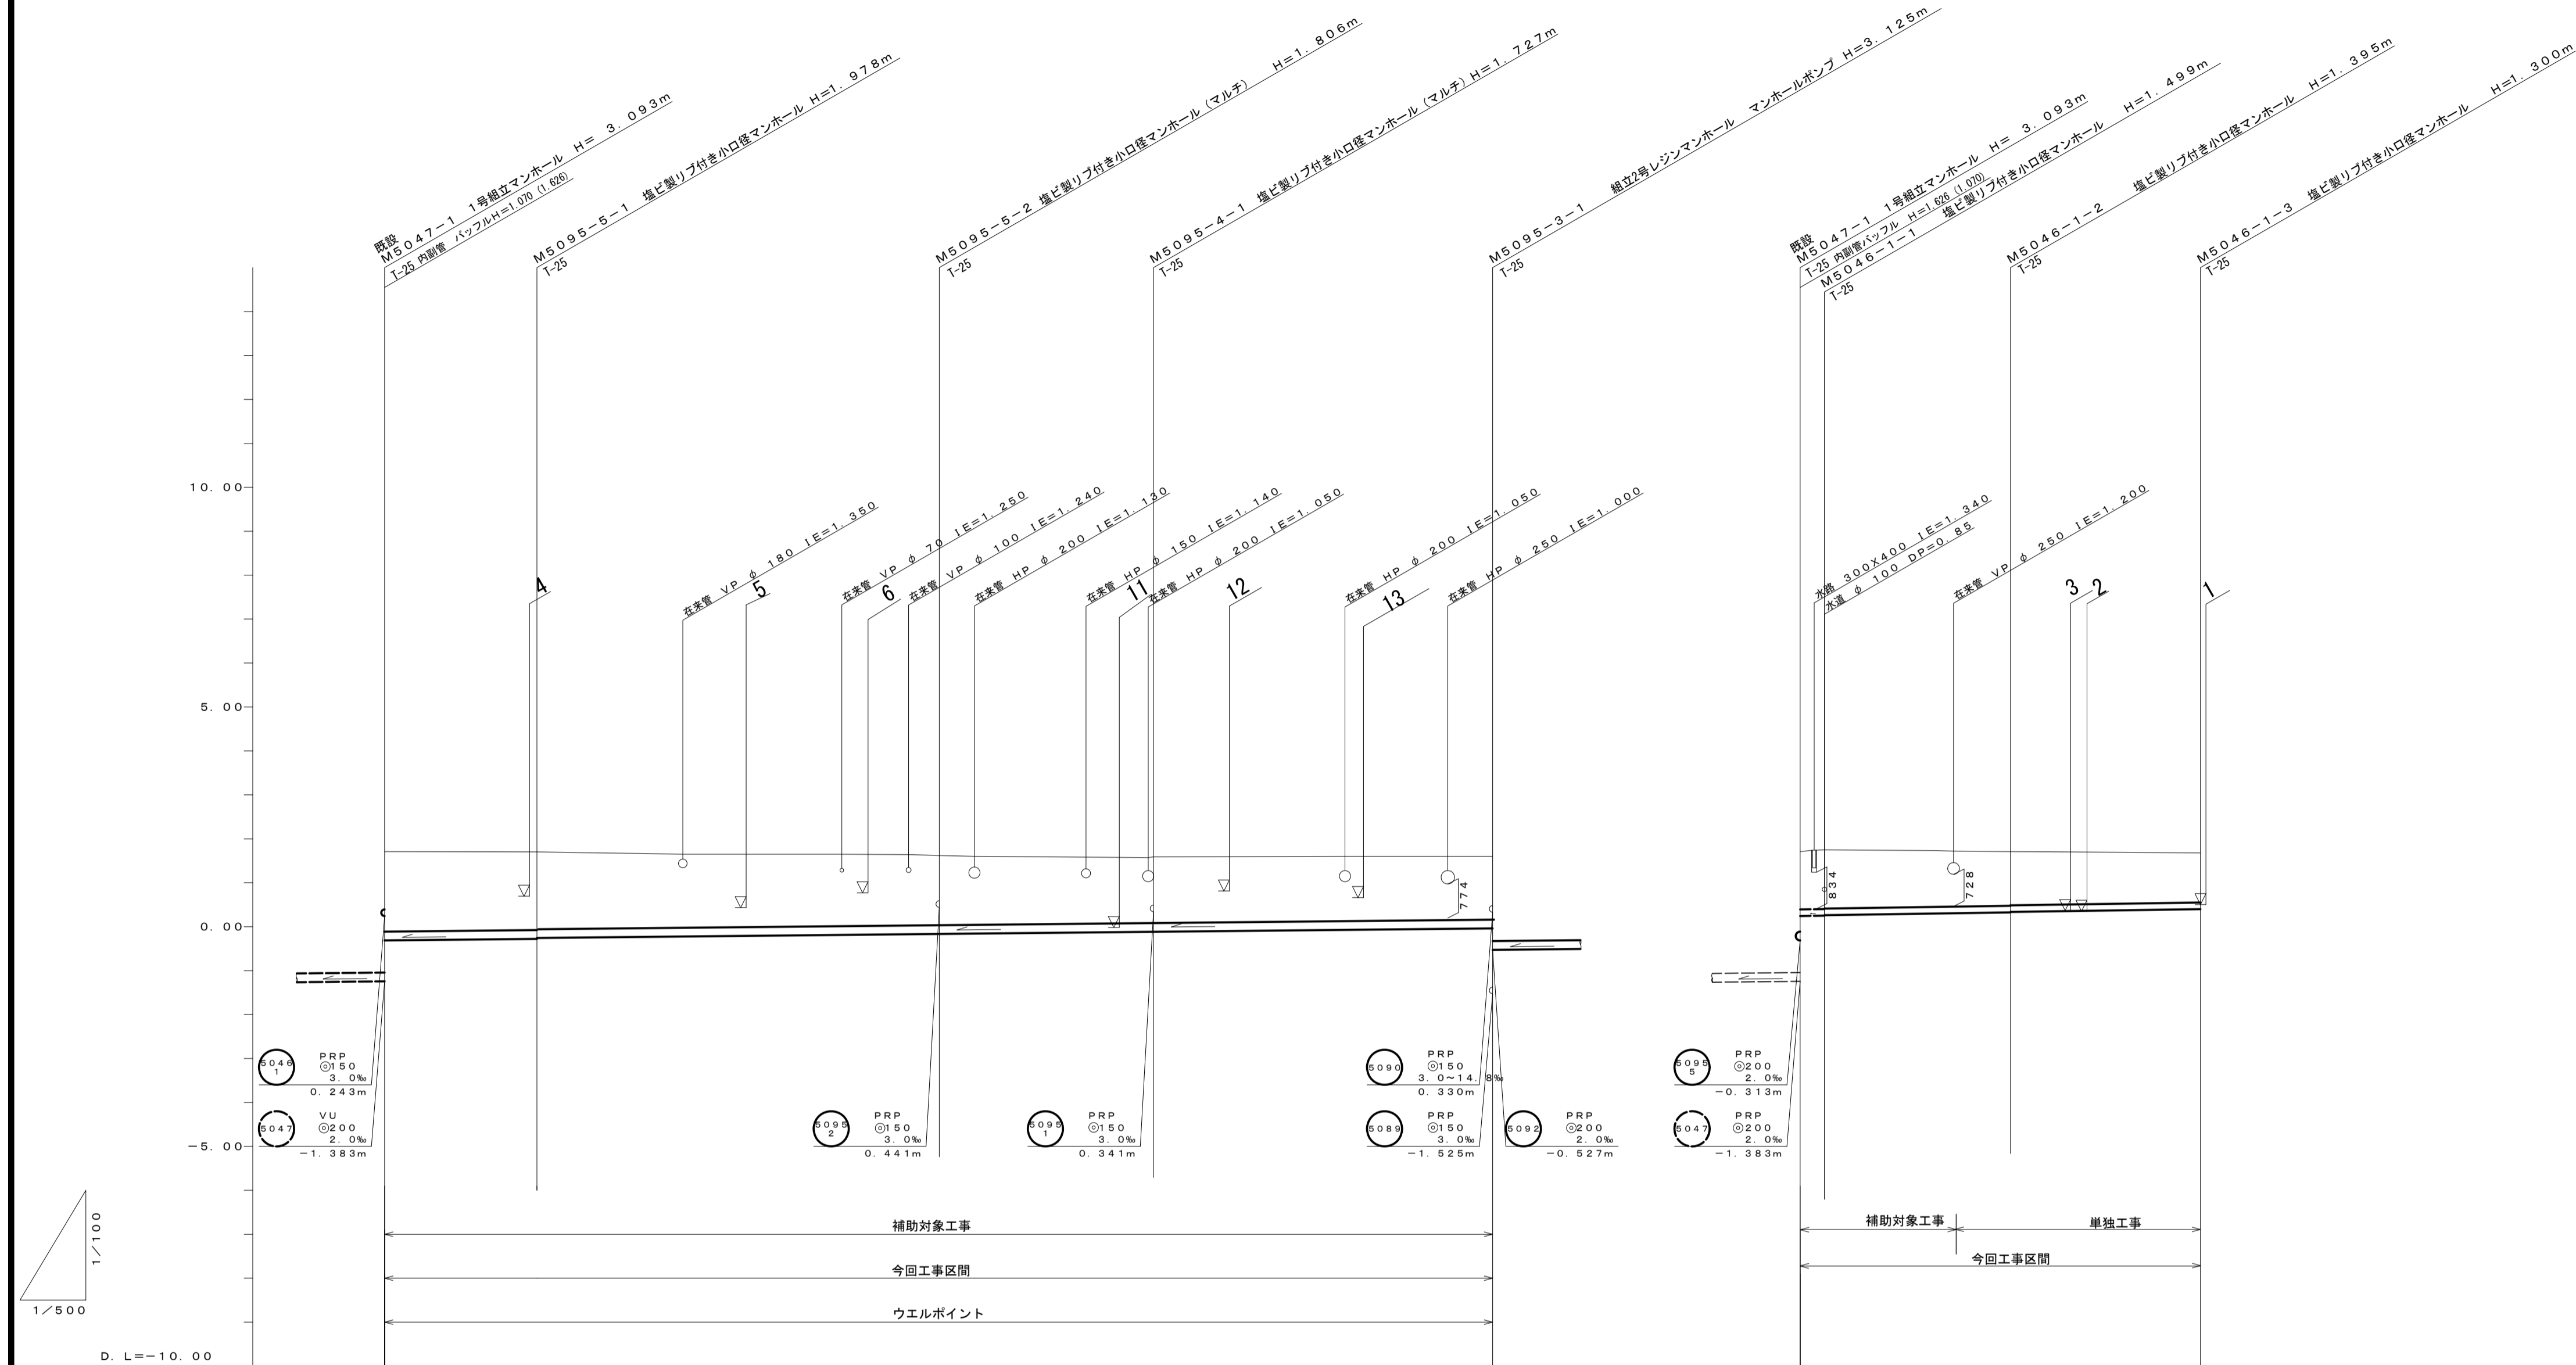 既設
M5047-1 1号組立マンホール H= 3.093m
T-25 内副管 バッフルH=1.070 (1.626)
M5095-5-1 塩ビ製リブ付き小口径マンホール H=1.978m
T-25
M5095-5-2 塩ビ製リブ付き小口径マンホール (マルチ) H=1.806m
T-25
M5095-4-1 塩ビ製リブ付き小口径マンホール (マルチ) H=1.727m
T-25
M5095-3-1 組立2号レジンマンホール マンホールポンプ H=3.125m
T-25
既設
M5047-1 1号組立マンホール H= 3.093m
T-25 内副管バッフル H=1.626 (1.070)
M5046-1-1 塩ビ製リブ付き小口径マンホール H=1.499m
T-25
M5046-1-2 塩ビ製リブ付き小口径マンホール H=1.395m
T-25
M5046-1-3 塩ビ製リブ付き小口径マンホール H=1.300m
T-25
10.00
5.00
0.00
-5.00
D.L=-10.00
4
在来管 VP φ 180 IE=1.350
5
在来管 VP φ 70 IE=1.250
6
在来管 VP φ 100 IE=1.240
在来管 HP φ 200 IE=1.130
在来管 HP φ 150 IE=1.140
11
在来管 HP φ 200 IE=1.050
12
在来管 HP φ 200 IE=1.050
13
在来管 HP φ 250 IE=1.000
水路 300X400 IE=1.340
水道 φ 100 DP=0.85
在来管 VP φ 250 IE=1.200
3
2
1
774
834
728
5046
1
PRP
◎150
3.0‰
0.243m
5047
VU
◎200
2.0‰
-1.383m
5095
2
PRP
◎150
3.0‰
0.441m
5095
1
PRP
◎150
3.0‰
0.341m
5090
PRP
◎150
3.0~14.8‰
0.330m
5089
PRP
◎150
3.0‰
-1.525m
5092
PRP
◎200
2.0‰
-0.527m
5095
5
PRP
◎200
2.0‰
-0.313m
5047
PRP
◎200
2.0‰
-1.383m
補助対象工事
今回工事区間
ウエルポイント
補助対象工事
単独工事
今回工事区間
1/100
1/500